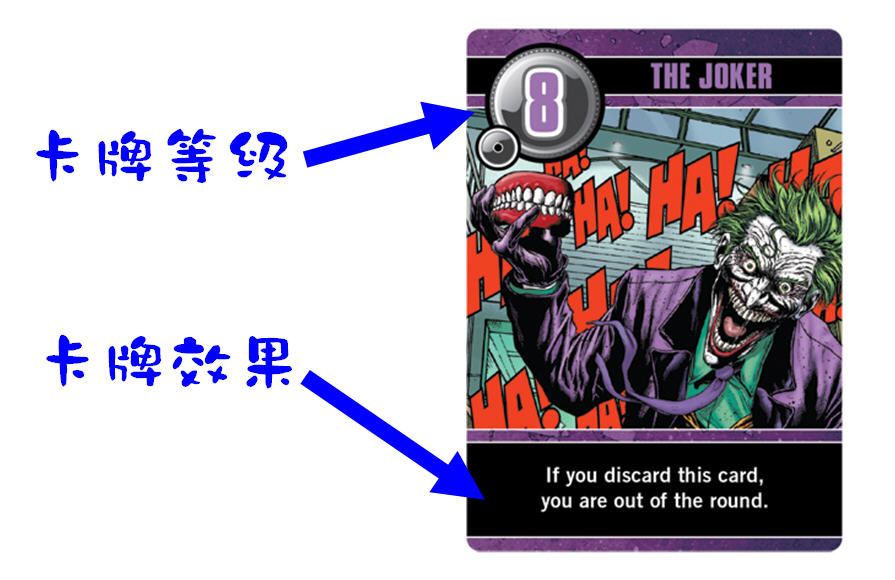 THE JOKER
8
卡牌等级
HA!
HA!
HA!
HA!
HA!
HA!
卡牌效果
If you discard this card,
you are out of the round.